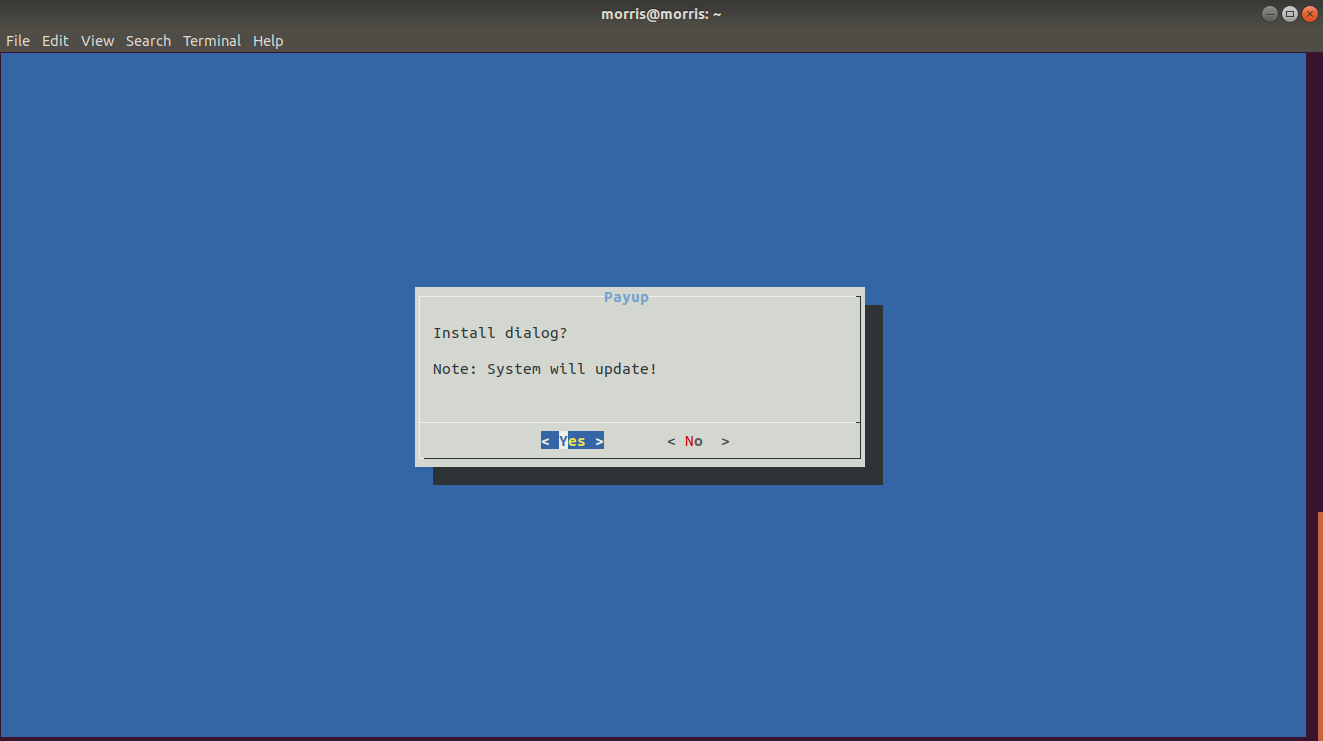 morris@morris: ~
File Edit View Search Terminal Help
Payup
Install dialog?
Note: System will update!
< Yes > < No >